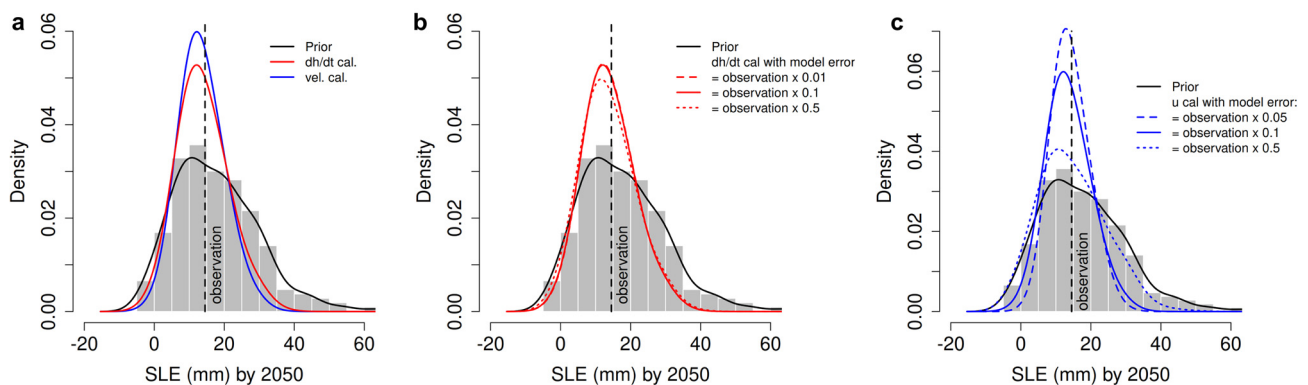 a
Density
0.00
0.02
0.04
0.06
-20
0
20
40
60
SLE (mm) by 2050
observation
Prior
dh/dt cal.
vel. cal.
b
Density
0.00
0.02
0.04
0.06
-20
0
20
40
60
SLE (mm) by 2050
observation
Prior
dh/dt cal with model error
= observation x 0.01
= observation x 0.1
= observation x 0.5
c
Density
0.00
0.02
0.04
0.06
-20
0
20
40
60
SLE (mm) by 2050
observation
Prior
u cal with model error:
= observation x 0.05
= observation x 0.1
= observation x 0.5